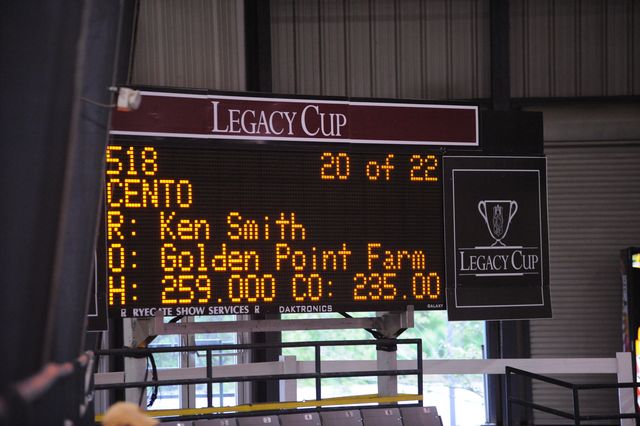 LEGACY CUP
518 20 of 22
CENTO
R: Ken Smith
O: Golden Point Farm
H: 259.000 CO: 235.00
R RYEGATE SHOW SERVICES R DAKTRONICS GALAXY
LEGACY CUP